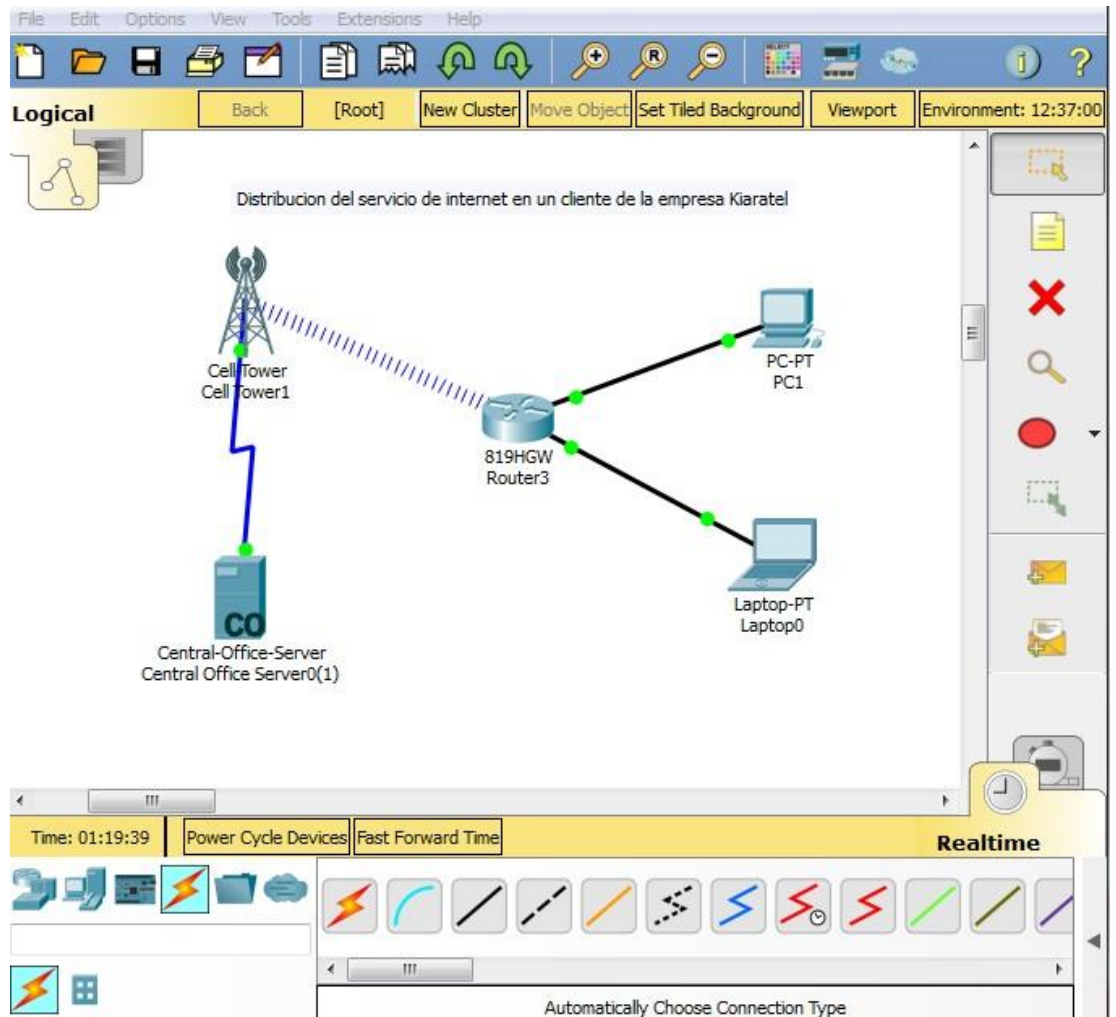 File Edit Options View Tools Extensions Help
Logical Back [Root] New Cluster Move Object Set Tiled Background Viewport Environment: 12:37:00
Distribucion del servicio de internet en un cliente de la empresa Kiaratel
Cell-Tower
Cell Tower1
PC-PT
PC1
819HGW
Router3
Laptop-PT
Laptop0
CO
Central-Office-Server
Central Office Server0(1)
Time: 01:19:39 Power Cycle Devices Fast Forward Time Realtime
Automatically Choose Connection Type